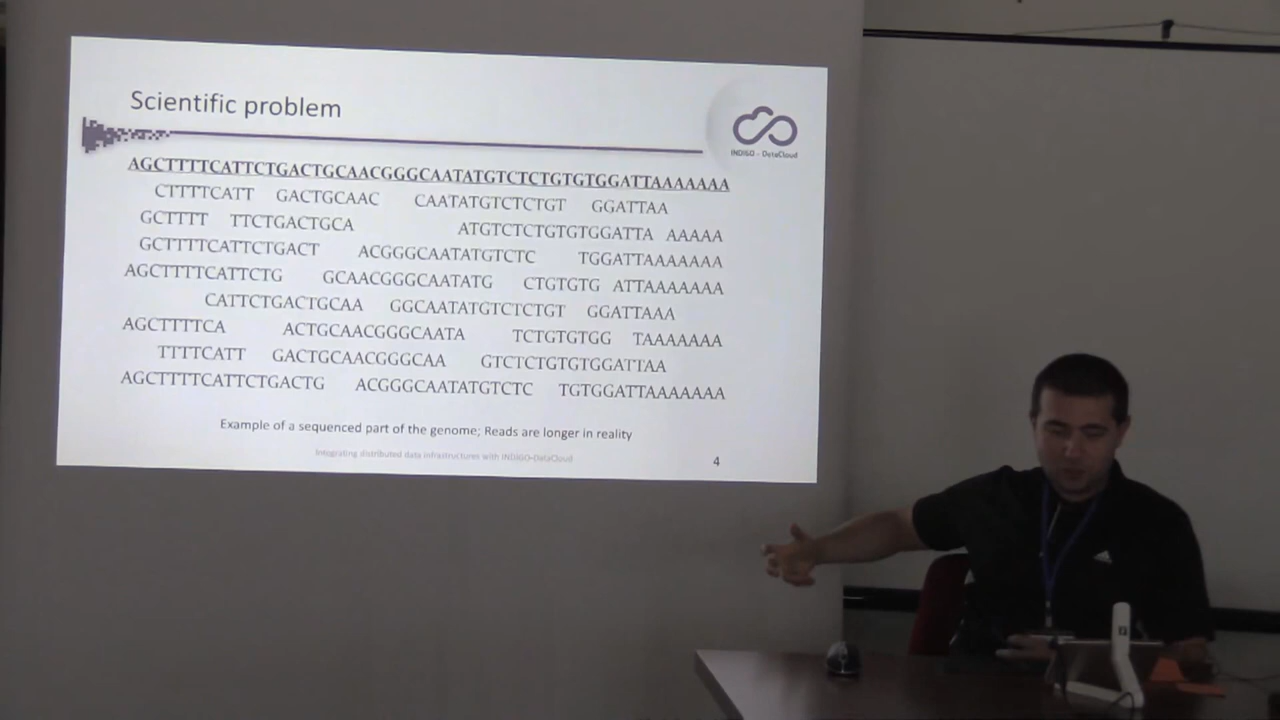 Scientific problem
INDIGO - DataCloud
AGCTTTTCATTCTGACTGCAACGGGCAATATGTCTCTGTGTGGATTAAAAAAA
CTTTTCATT GACTGCAAC CAATATGTCTCTGT GGATTAA
GCTTTT TTCTGACTGCA ATGTCTCTGTGTGGATTA AAAAA
GCTTTTCATTCTGACT ACGGGCAATATGTCTC TGGATTAAAAAAA
AGCTTTTCATTCTG GCAACGGGCAATATG CTGTGTG ATTAAAAAAA
CATTCTGACTGCAA GGCAATATGTCTCTGT GGATTAAA
AGCTTTTCA ACTGCAACGGGCAATA TCTGTGTGG TAAAAAAA
TTTTCATT GACTGCAACGGGCAA GTCTCTGTGTGGATTAA
AGCTTTTCATTCTGACTG ACGGGCAATATGTCTC TGTGGATTAAAAAAA
Example of a sequenced part of the genome; Reads are longer in reality
Integrating distributed data infrastructures with INDIGO-DataCloud 4